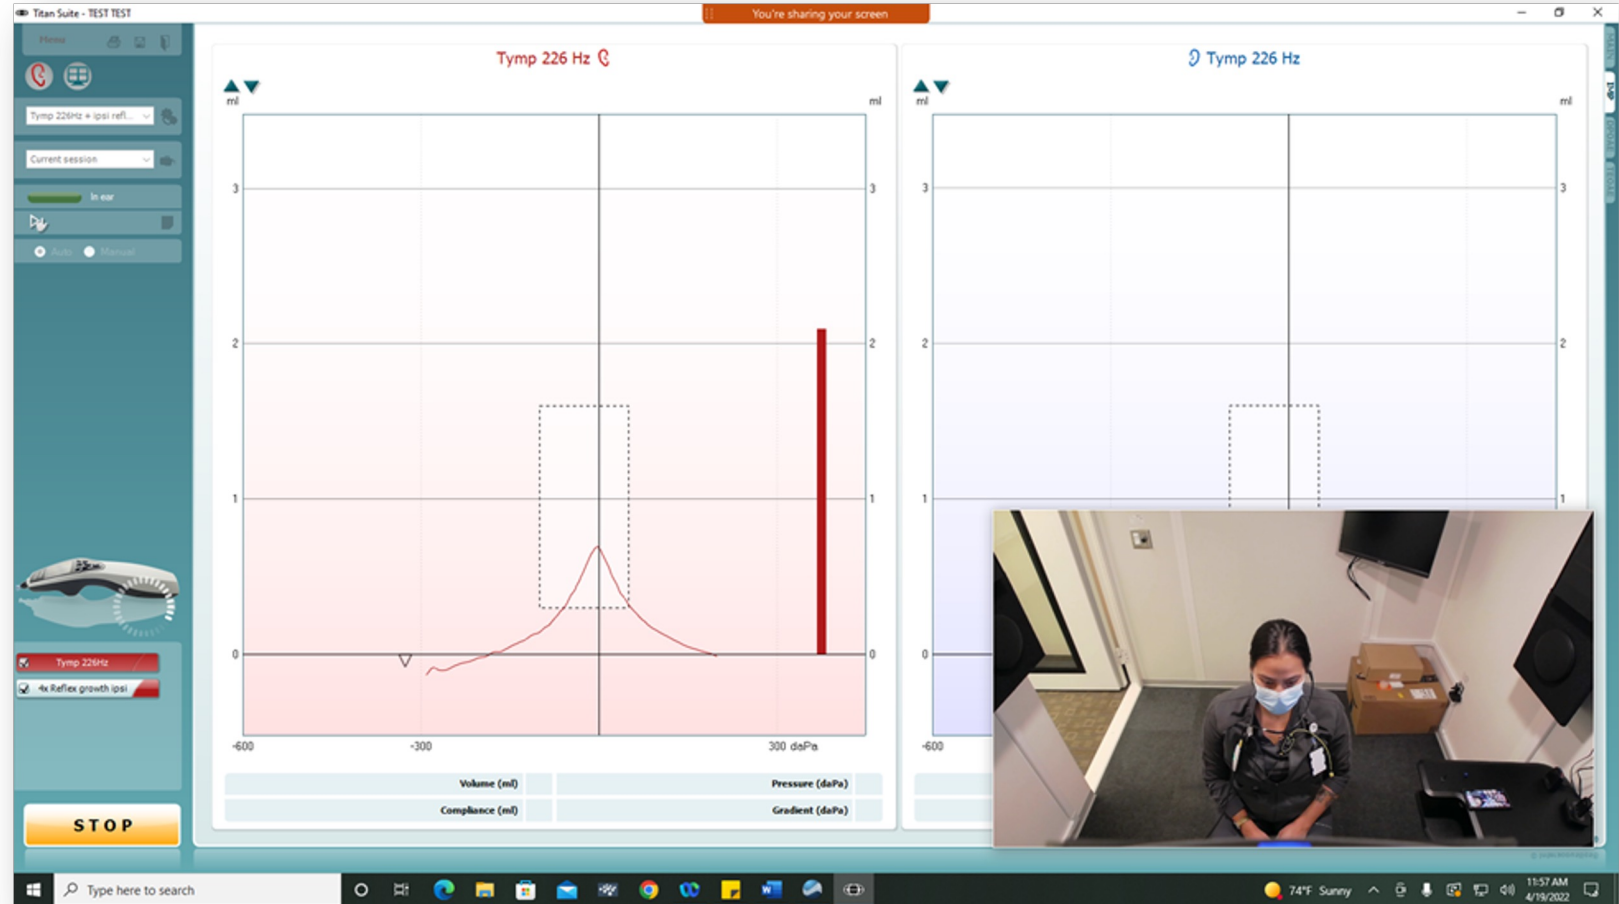 Titan Suite - TEST TEST
You're sharing your screen
Menu
Tymp 226Hz + ipsi refl...
Current session
In ear
Auto Manual
Tymp 226Hz
4x Reflex growth ipsi
STOP
Tymp 226 Hz
ml ml
3 3
2 2
1 1
0 0
-600 -300 300 daPa
Volume (ml) Pressure (daPa)
Compliance (ml) Gradient (daPa)
Tymp 226 Hz
ml ml
3 3
2 2
1 1
0
-600
Type here to search
74°F Sunny
11:57 AM
4/19/2022